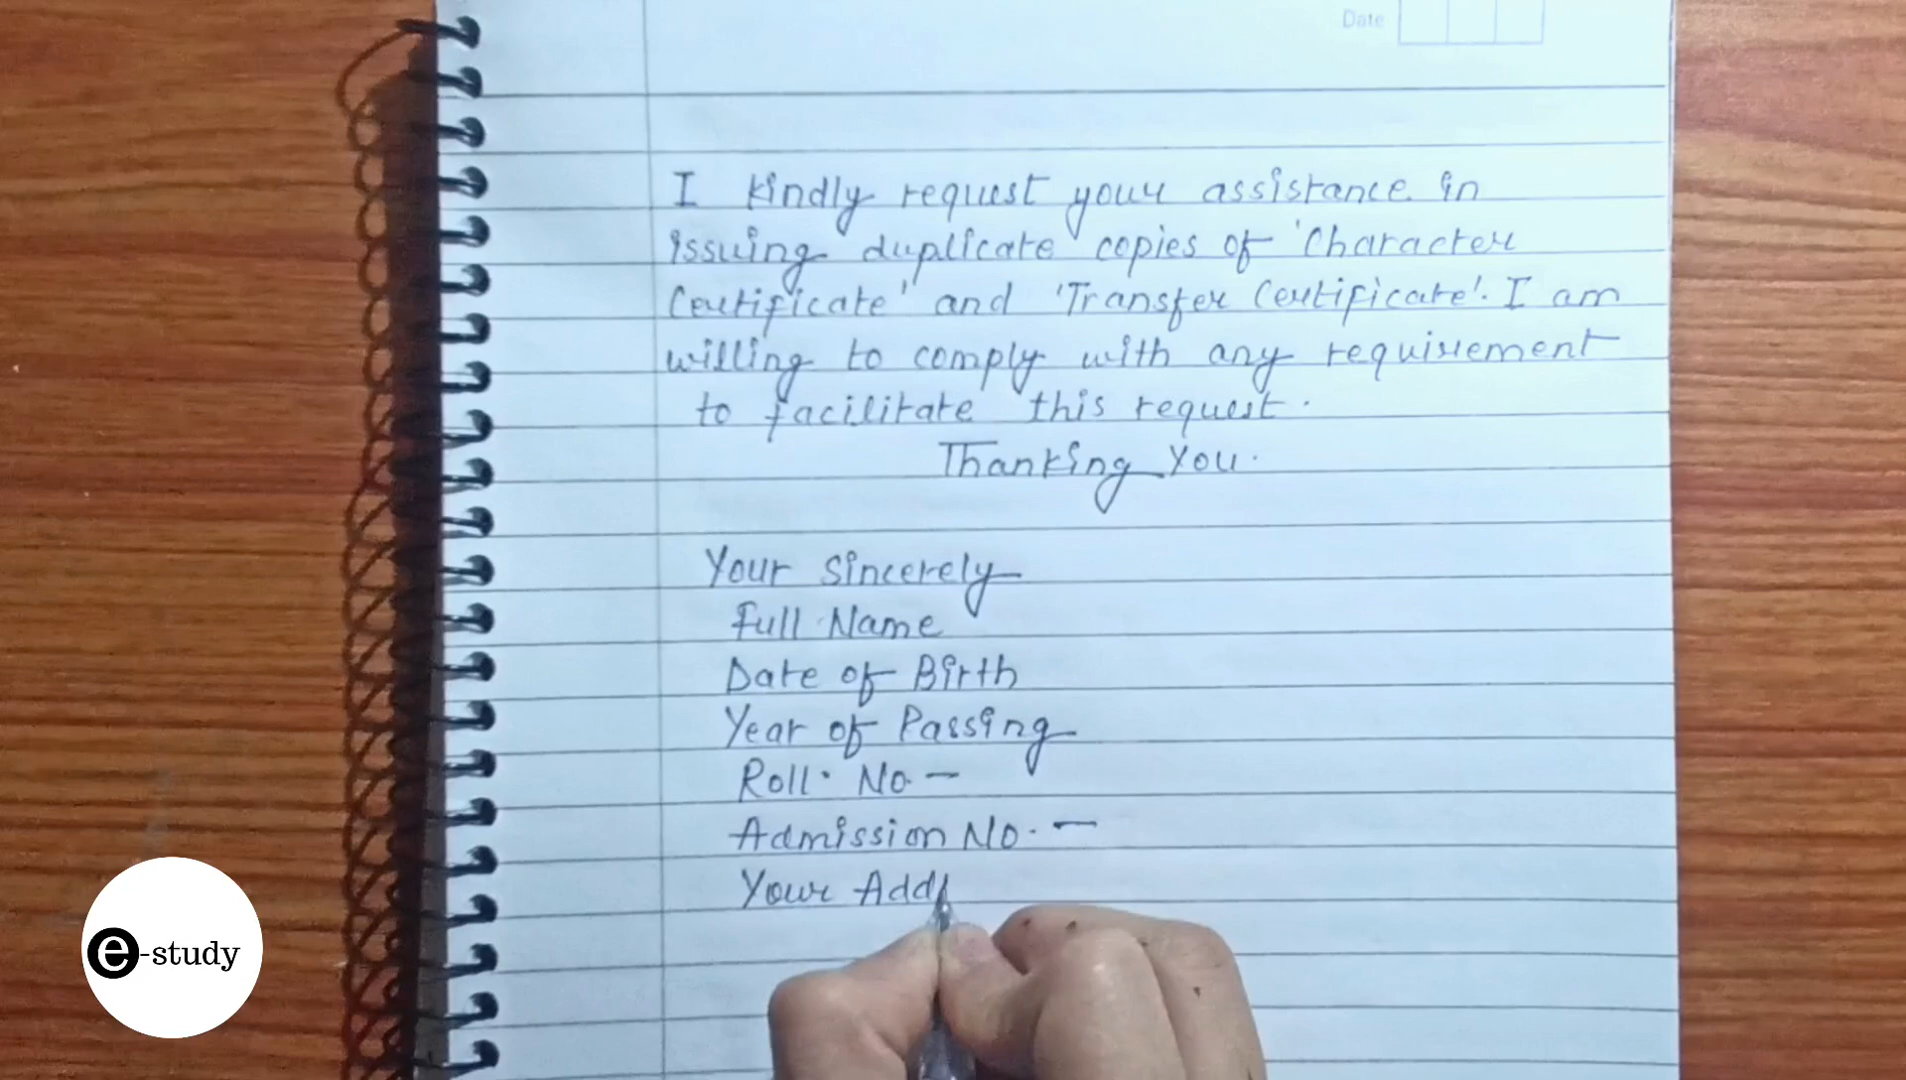 Date
I kindly request your assistance in
issuing duplicate copies of 'Character
Certificate' and 'Transfer Certificate'. I am
willing to comply with any requirement
to facilitate this request.
Thanking You.
Your Sincerely
Full Name
Date of Birth
Year of Passing
Roll. No. -
Admission No. -
Your Add
e-study